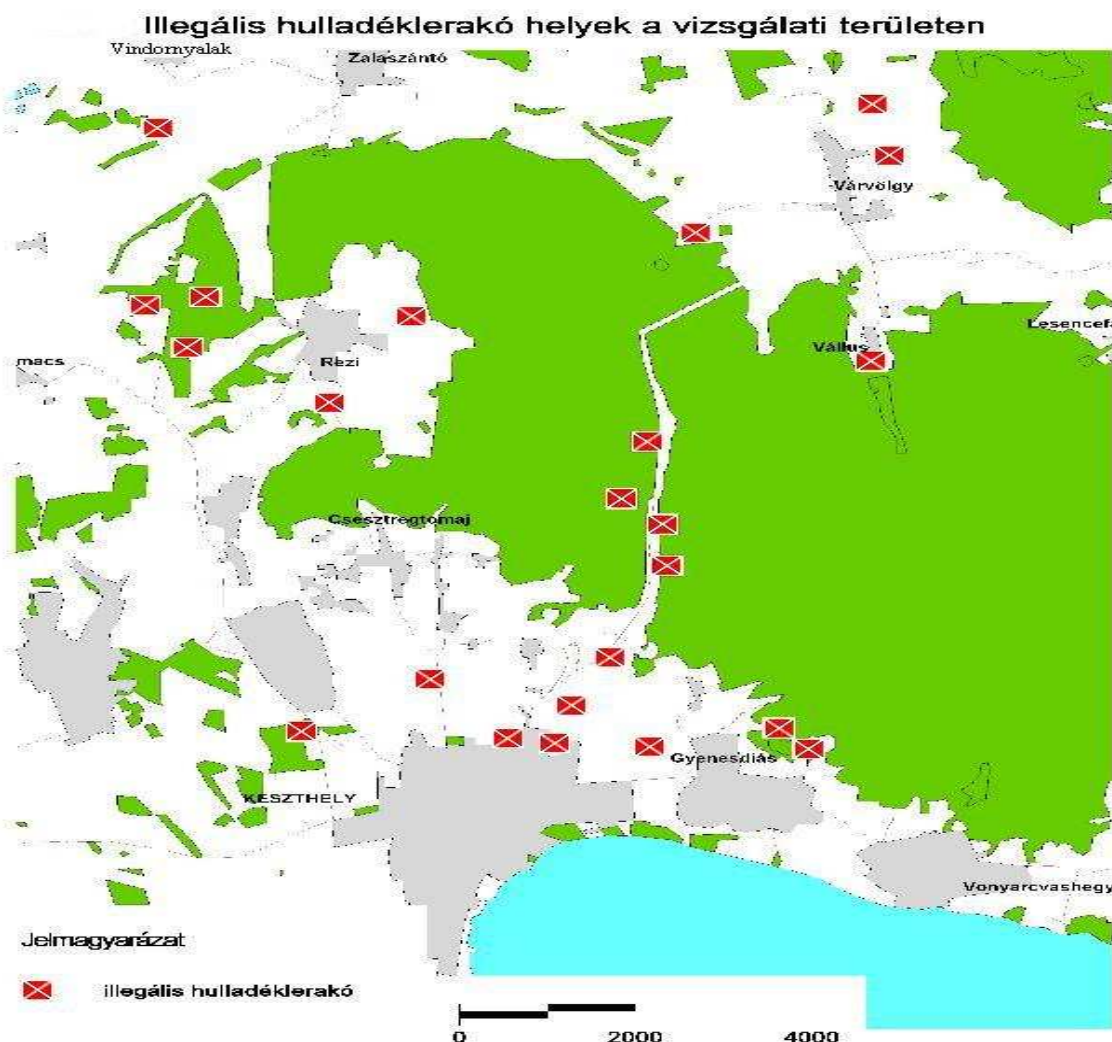 Illegális hulladéklerakó helyek a vizsgálati területen
Vindornyalak
Zalaszántó
Várvölgy
Lesencefa
Vállus
macs
Rezi
Csesztregtomaj
Gyenesdiás
KESZTHELY
Vonyarcvashegy
Jelmagyarázat
illegális hulladéklerakó
0 2000 4000